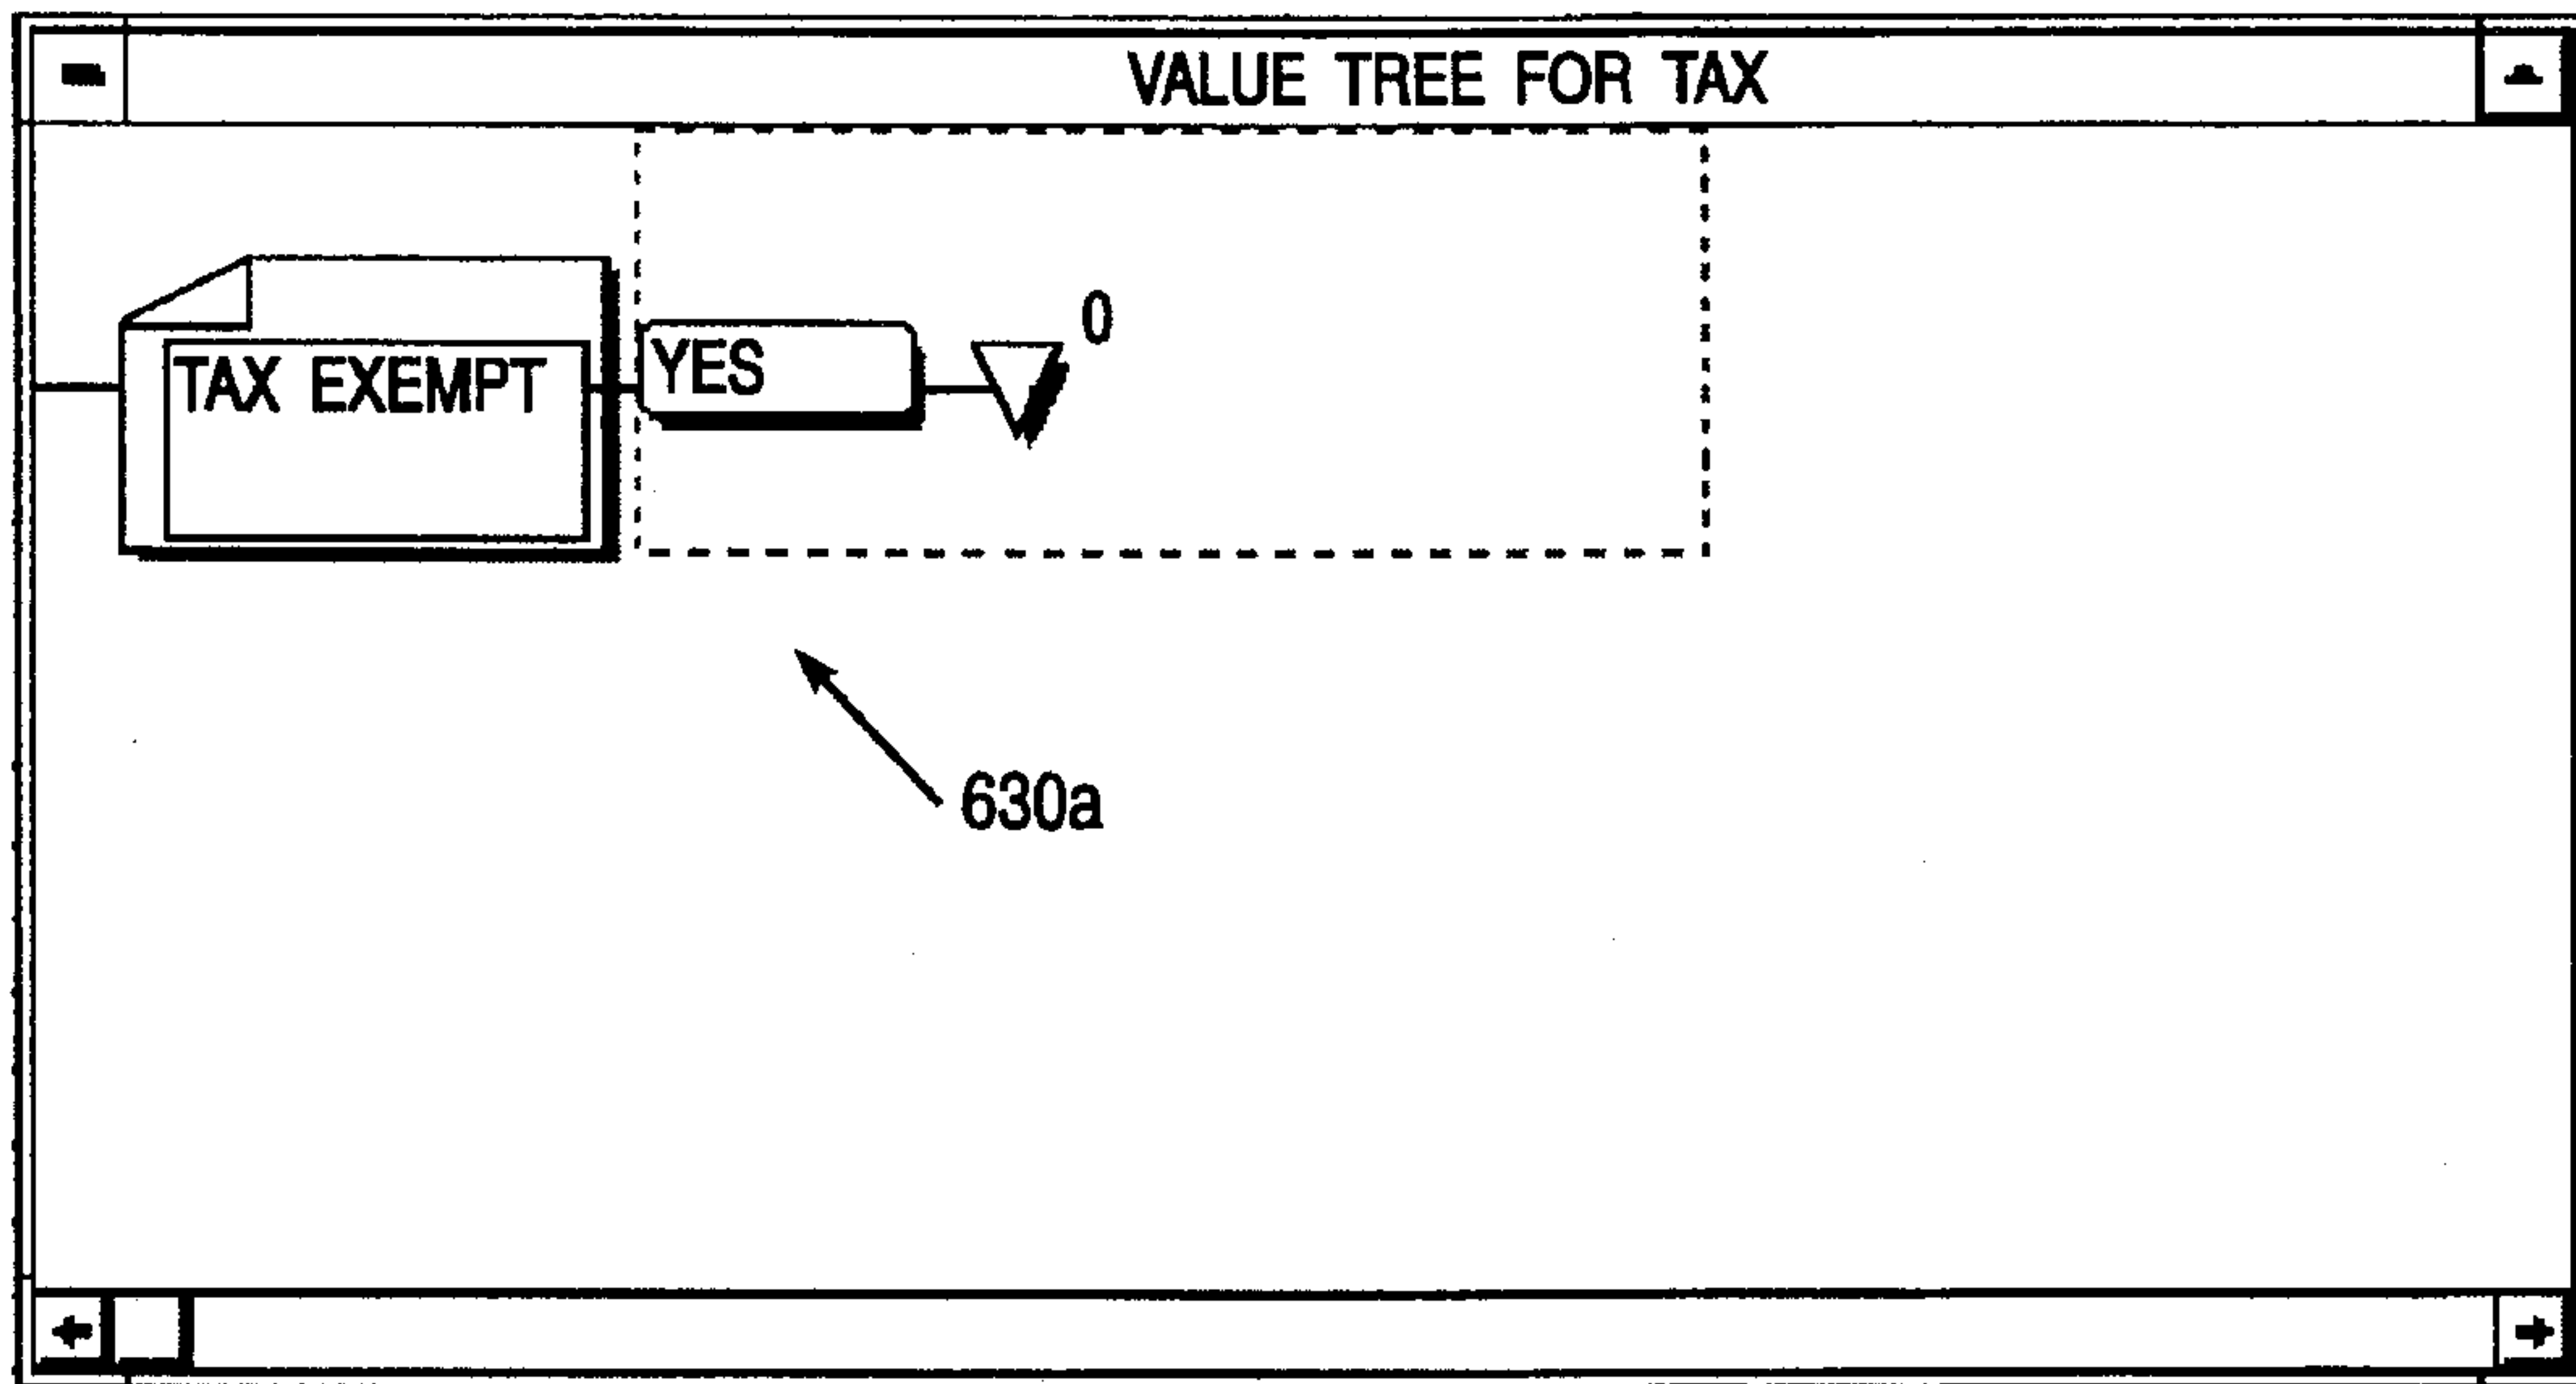 VALUE TREE FOR TAX
0
TAX EXEMPT
YES
630a